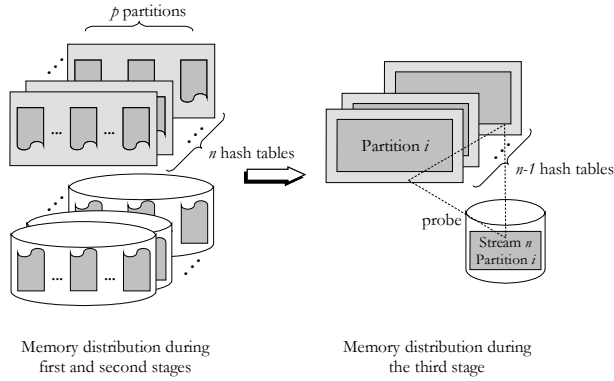 p partitions
...
...
n hash tables
...
...
Memory distribution during
first and second stages
Partition i
n-1 hash tables
probe
Stream n
Partition i
Memory distribution during
the third stage